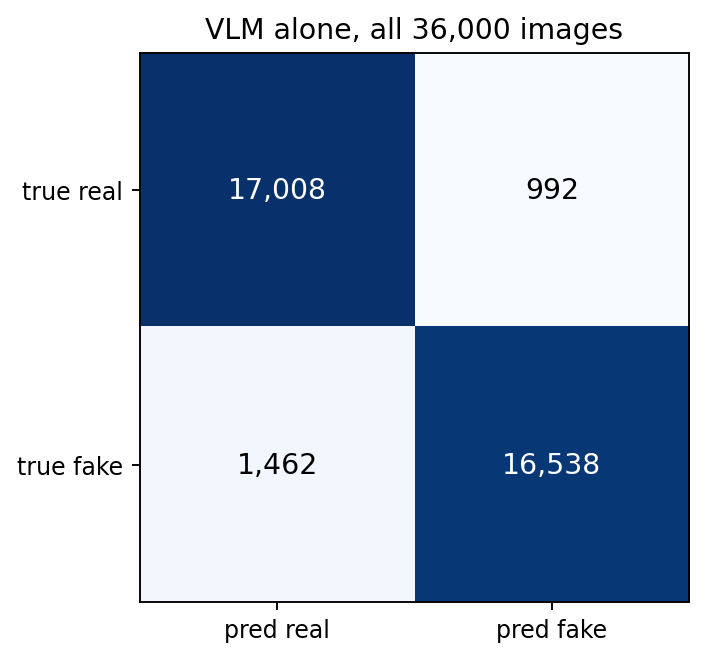 VLM alone, all 36,000 images
true real
17,008
992
true fake
1,462
16,538
pred real
pred fake